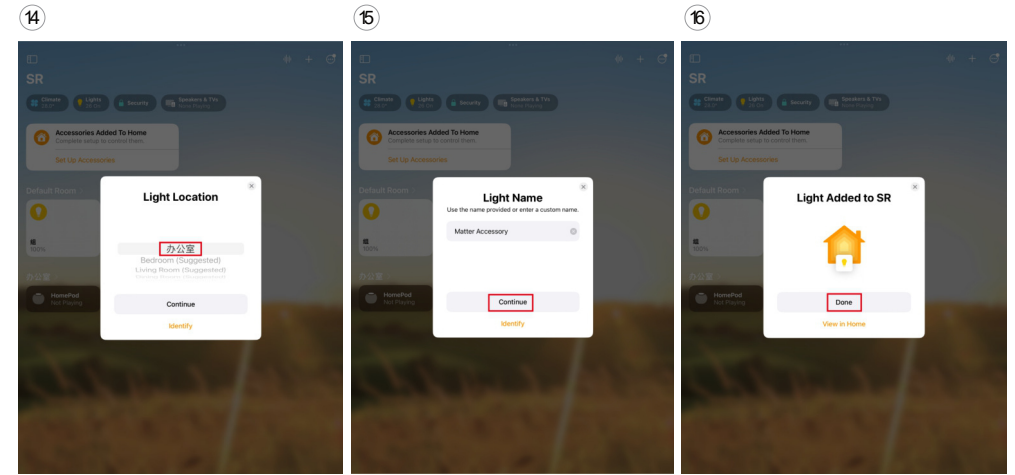 14
SR
Climate
Lights
Security
Speakers & TVs
None Playing
Accessories Added To Home
Complete setup to control them.
Set Up Accessories
Default Room
100%
Light Location
办公室
Bedroom (Suggested)
Living Room (Suggested)
办公室
HomePod
Not Playing
Continue
Identify
15
SR
Climate
Lights
Security
Speakers & TVs
None Playing
Accessories Added To Home
Complete setup to control them.
Set Up Accessories
Default Room
100%
Light Name
Use the name provided or enter a custom name.
Matter Accessory
办公室
HomePod
Not Playing
Continue
Identify
16
SR
Climate
Lights
Security
Speakers & TVs
None Playing
Accessories Added To Home
Complete setup to control them.
Set Up Accessories
Default Room
100%
Light Added to SR
办公室
HomePod
Not Playing
Done
View in Home